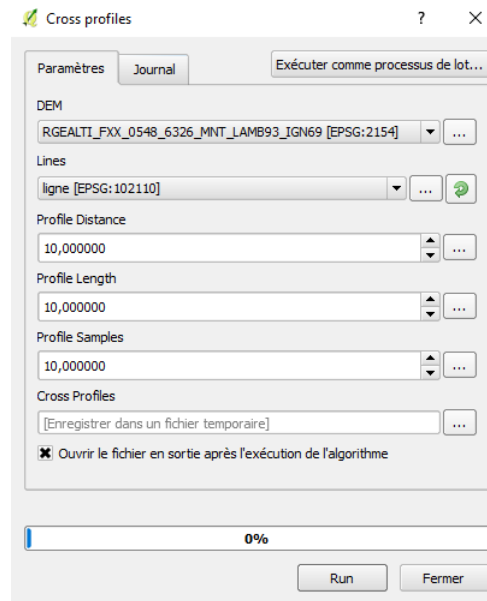 Cross profiles ?
Paramètres Journal Exécuter comme processus de lot...
DEM
RGEALTI_FXX_0548_6326_MNT_LAMB93_IGN69 [EPSG:2154] ...
Lines
ligne [EPSG:102110] ...
Profile Distance
10,000000 ...
Profile Length
10,000000 ...
Profile Samples
10,000000 ...
Cross Profiles
[Enregistrer dans un fichier temporaire] ...
Ouvrir le fichier en sortie après l'exécution de l'algorithme
0%
Run Fermer